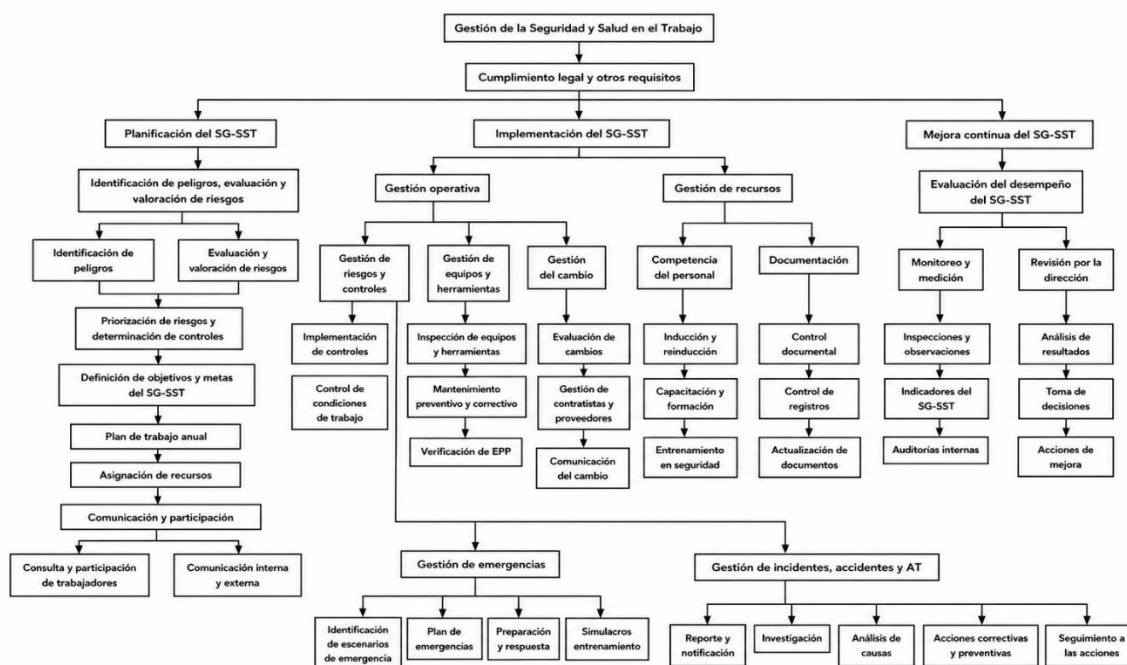 Gestión de la Seguridad y Salud en el Trabajo
Cumplimiento legal y otros requisitos
Planificación del SG-SST
Implementación del SG-SST
Mejora continua del SG-SST
Identificación de peligros, evaluación y
valoración de riesgos
Gestión operativa
Gestión de recursos
Evaluación del desempeño
del SG-SST
Identificación de
peligros
Evaluación y
valoración de riesgos
Gestión de
riesgos y
controles
Gestión de
equipos y
herramientas
Gestión
del cambio
Competencia
del personal
Documentación
Monitoreo y
medición
Revisión por la
dirección
Priorización de riesgos y
determinación de controles
Implementación
de controles
Inspección de equipos
y herramientas
Evaluación de
cambios
Inducción y
reinducción
Control
documental
Inspecciones y
observaciones
Análisis de
resultados
Definición de objetivos y metas
del SG-SST
Control de
condiciones
de trabajo
Mantenimiento
preventivo y correctivo
Gestión de
contratistas y
proveedores
Capacitación y
formación
Control de
registros
Indicadores del
SG-SST
Toma de
decisiones
Plan de trabajo anual
Verificación de EPP
Comunicación
del cambio
Entrenamiento
en seguridad
Actualización de
documentos
Auditorías internas
Acciones de
mejora
Asignación de recursos
Comunicación y participación
Consulta y participación
de trabajadores
Comunicación interna
y externa
Gestión de emergencias
Gestión de incidentes, accidentes y AT
Identificación
de escenarios
de emergencia
Plan de
emergencias
Preparación
y respuesta
Simulacros
entrenamiento
Reporte y
notificación
Investigación
Análisis de
causas
Acciones correctivas
y preventivas
Seguimiento a
las acciones